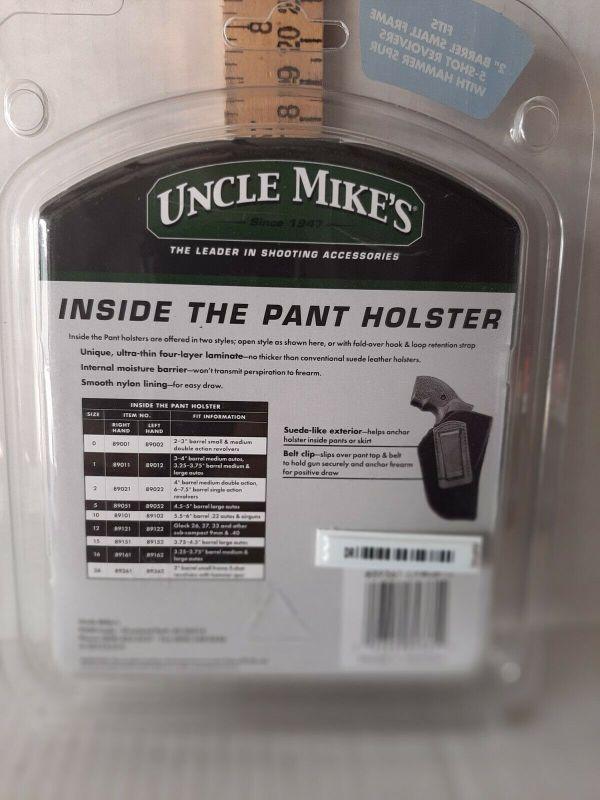 8 20
19
8 18
FITS
2" BARREL SMALL FRAME
5-SHOT REVOLVERS
WITH HAMMER SPUR
UNCLE MIKE'S®
Since 1947
THE LEADER IN SHOOTING ACCESSORIES
INSIDE THE PANT HOLSTER
Inside the Pant holsters are offered in two styles; open style as shown here, or with fold-over hook & loop retention strap
Unique, ultra-thin four-layer laminate—no thicker than conventional suede leather holsters.
Internal moisture barrier—won't transmit perspiration to firearm.
Smooth nylon lining—for easy draw.
INSIDE THE PANT HOLSTER
SIZE ITEM NO. FIT INFORMATION
RIGHT HAND LEFT HAND
0 89001 89002 2-3" barrel small & medium
double action revolvers
1 89011 89012 3-4" barrel medium autos,
3.25-3.75" barrel medium &
large autos
2 89021 89022 4" barrel medium double action,
6-7.5" barrel single action
revolvers
5 89051 89052 4.5-5" barrel large autos
10 89101 89102 5.5-6" barrel .22 autos & airguns
12 89121 89122 Glock 26, 27, 33 and other
sub-compact 9mm & .40
15 89151 89152 3.75-4.5" barrel large autos
16 89161 89162 3.25-3.75" barrel medium &
large autos
36 89361 89362 2" barrel small frame 5-shot
revolvers with hammer spur
Suede-like exterior—helps anchor
holster inside pants or skirt
Belt clip—slips over pant top & belt
to hold gun securely and anchor firearm
for positive draw